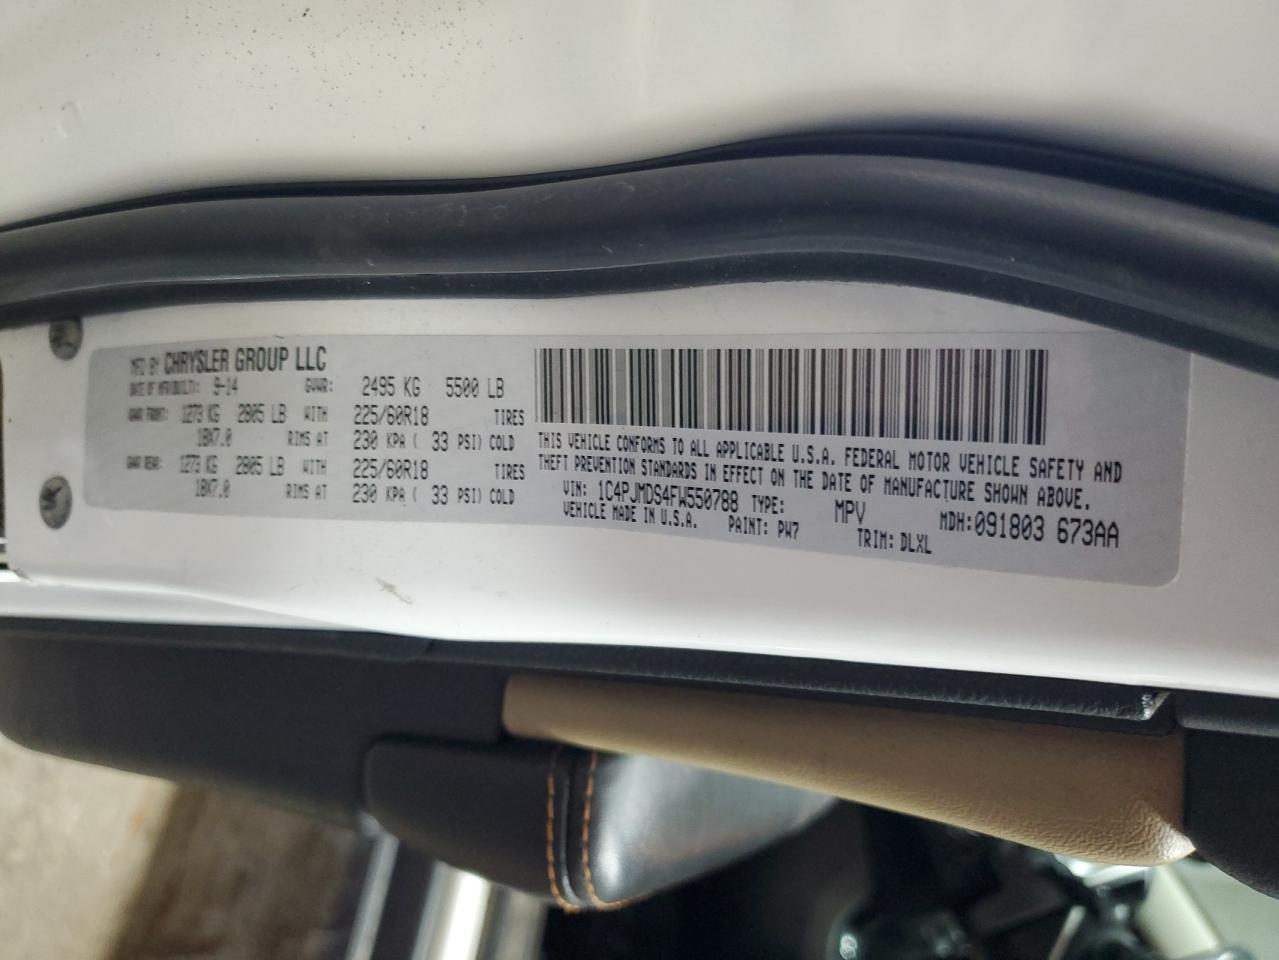 MFD BY CHRYSLER GROUP LLC
DATE OF MFR(BUILT): 9-14 GVWR: 2495 KG 5500 LB
GAWR FRONT: 1273 KG 2805 LB WITH 225/60R18 TIRES
18X7.0 RIMS AT 230 KPA ( 33 PSI) COLD
GAWR REAR: 1273 KG 2805 LB WITH 225/60R18 TIRES
18X7.0 RIMS AT 230 KPA ( 33 PSI) COLD
THIS VEHICLE CONFORMS TO ALL APPLICABLE U.S.A. FEDERAL MOTOR VEHICLE SAFETY AND
THEFT PREVENTION STANDARDS IN EFFECT ON THE DATE OF MANUFACTURE SHOWN ABOVE.
VIN: 1C4PJMDS4FW550788 TYPE: MPV MDH:091803 673AA
VEHICLE MADE IN U.S.A. PAINT: PW7 TRIM: DLXL